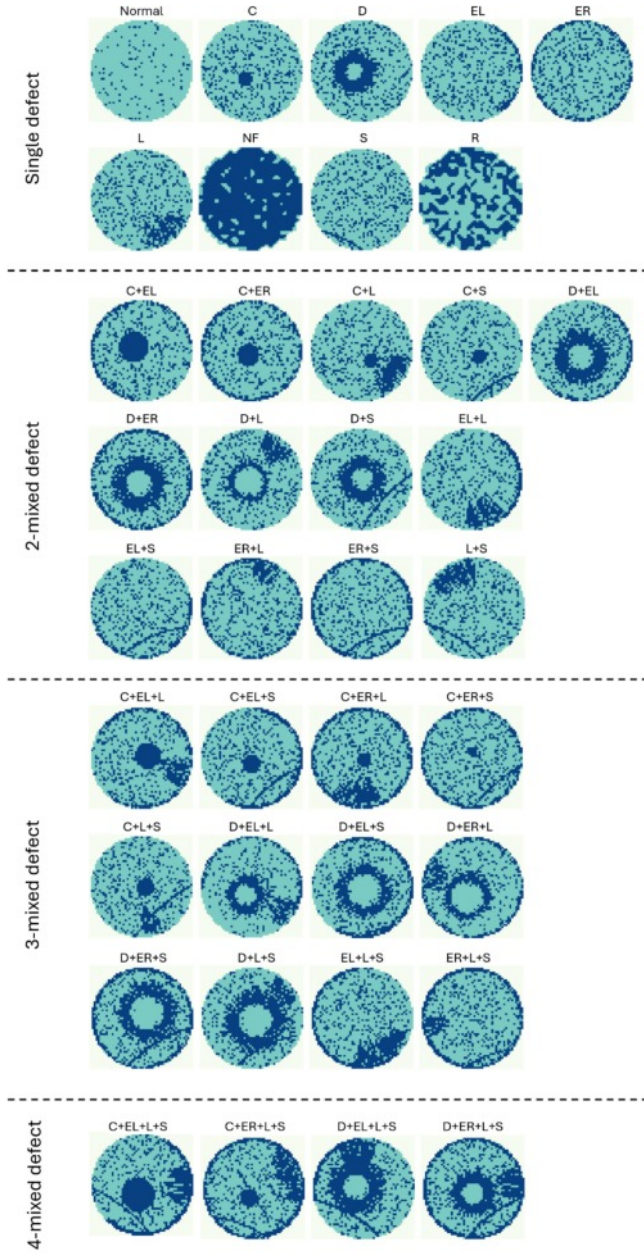 Single defect
Normal C D EL ER
L NF S R
2-mixed defect
C+EL C+ER C+L C+S D+EL
D+ER D+L D+S EL+L
EL+S ER+L ER+S L+S
3-mixed defect
C+EL+L C+EL+S C+ER+L C+ER+S
C+L+S D+EL+L D+EL+S D+ER+L
D+ER+S D+L+S EL+L+S ER+L+S
4-mixed defect
C+EL+L+S C+ER+L+S D+EL+L+S D+ER+L+S